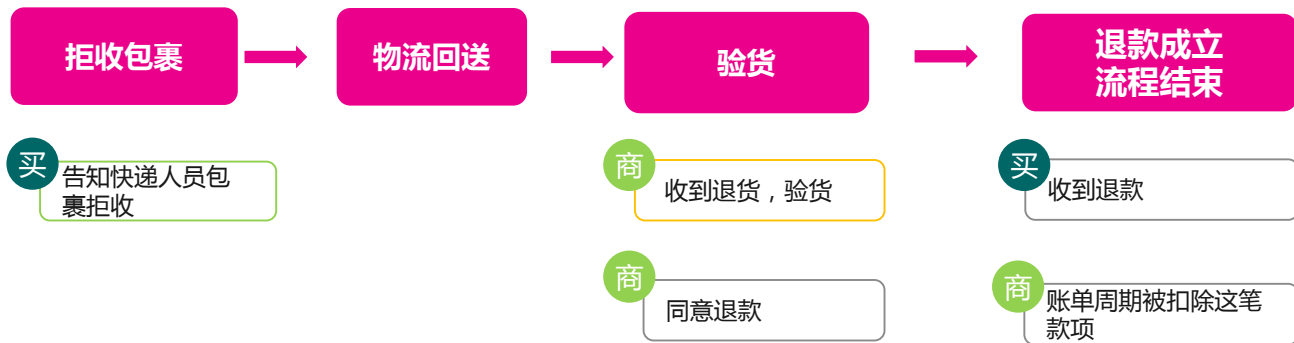 拒收包裹
物流回送
验货
退款成立
流程结束
买
告知快递人员包
裹拒收
商
收到退货，验货
商
同意退款
买
收到退款
商
账单周期被扣除这笔
款项